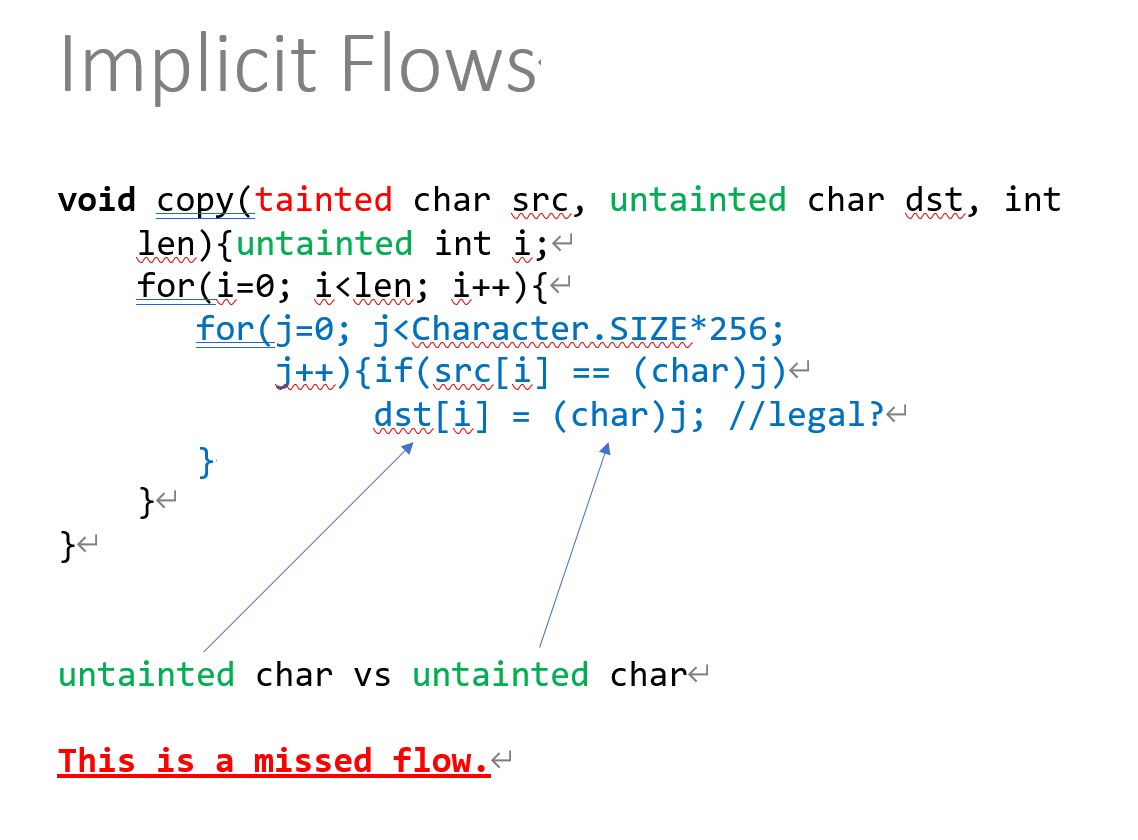 Implicit Flows
void copy(tainted char src, untainted char dst, int
len){untainted int i;↵
for(i=0; i<len; i++){↵
for(j=0; j<Character.SIZE*256;
j++){if(src[i] == (char)j)↵
dst[i] = (char)j; //legal?↵
}
}↵
}↵
untainted char vs untainted char↵
This is a missed flow.↵